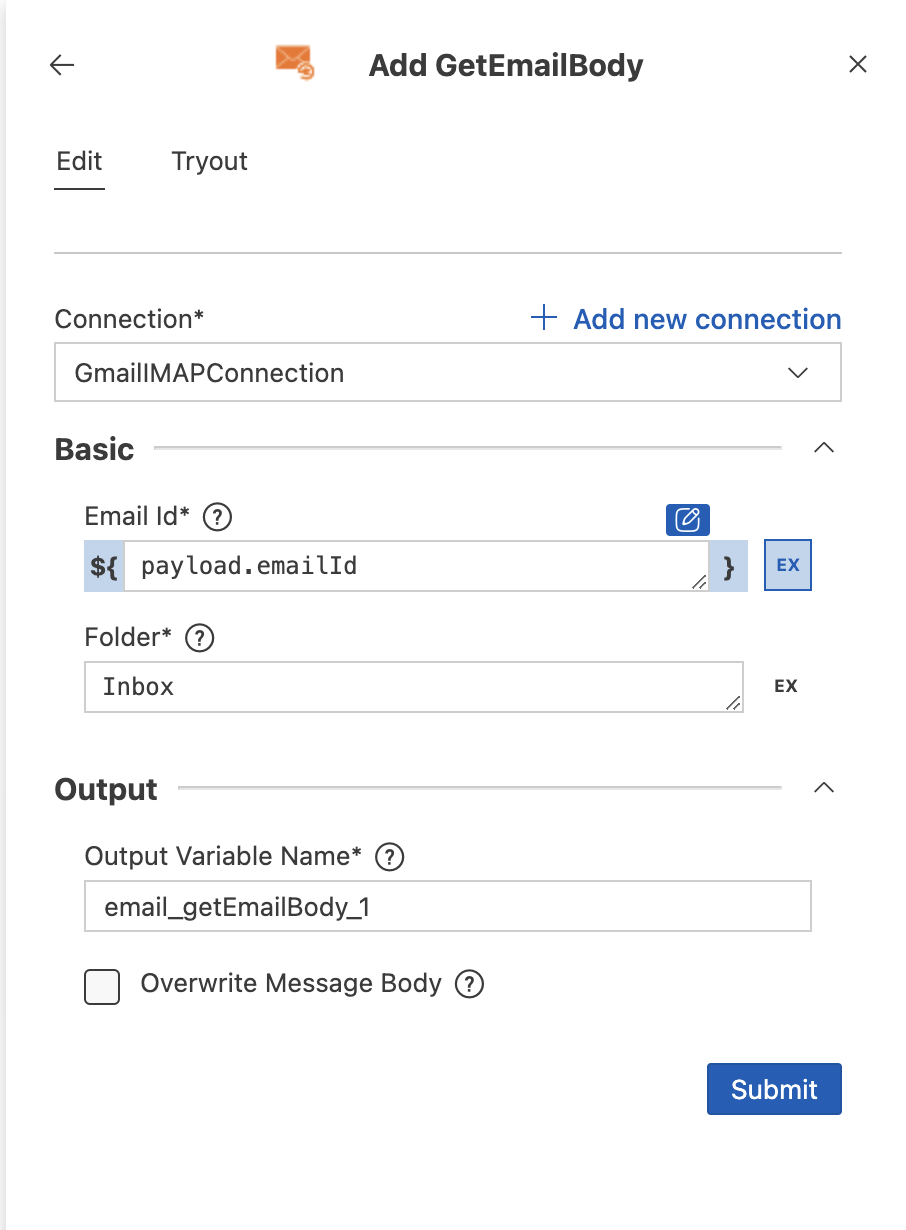 Add GetEmailBody
Edit Tryout
Connection* Add new connection
GmailIMAPConnection
Basic
Email Id* ?
${ payload.emailId } EX
Folder* ?
Inbox EX
Output
Output Variable Name* ?
email_getEmailBody_1
Overwrite Message Body ?
Submit